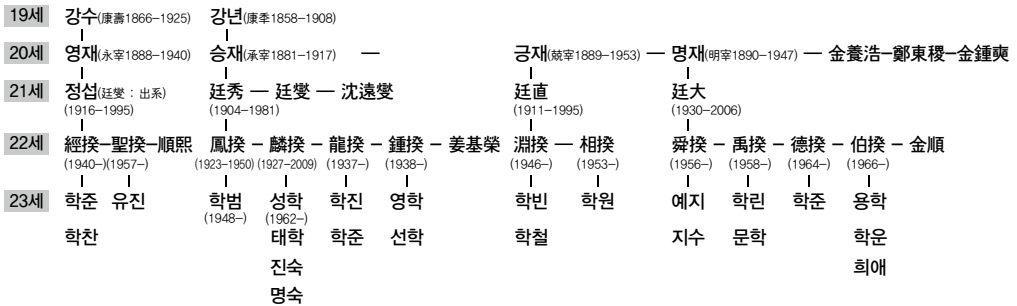 19세 강수(康壽1866-1925) 강년(康秊1858-1908)
20세 영재(永宰1888-1940) 승재(承宰1881-1917) — 긍재(兢宰1889-1953) — 명재(明宰1890-1947) — 金養浩-鄭東稷-金鍾奭
21세 정섭(廷燮 : 出系) 廷秀 — 廷燮 — 沈遠燮 廷直 廷大
(1916-1995) (1904-1981) (1911-1995) (1930-2006)
22세 經揆-聖揆-順熙 鳳揆 - 麟揆 - 龍揆 - 鍾揆 - 姜基榮 淵揆 — 相揆 舜揆 - 禹揆 - 德揆 - 伯揆 - 金順
(1940-)(1957-) (1923-1950) (1927-2009) (1937-) (1938-) (1946-) (1953-) (1956-) (1958-) (1964-) (1966-)
23세 학준 유진 학범 성학 학진 영학 학빈 학원 예지 학린 학준 용학
(1948-) (1962-)
학찬 태학 학준 선학 학철 지수 문학 학운
진숙 희애
명숙